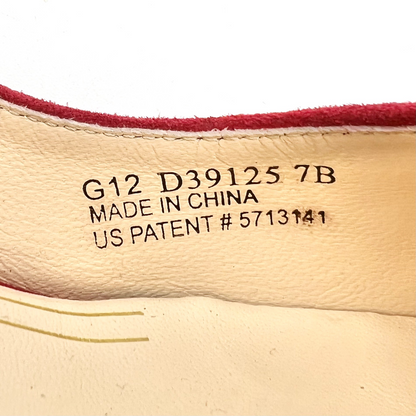 G12 D39125 7B
MADE IN CHINA
US PATENT # 5713141